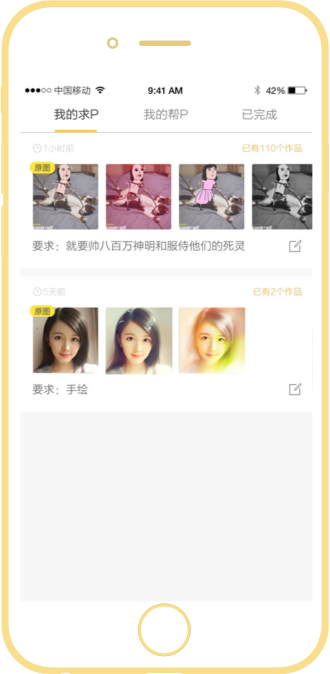 中国移动 9:41 AM 42%
我的求P 我的帮P 已完成
1小时前 已有110个作品
原图
要求：就要帅八百万神明和服侍他们的死灵
5天前 已有2个作品
原图
要求：手绘